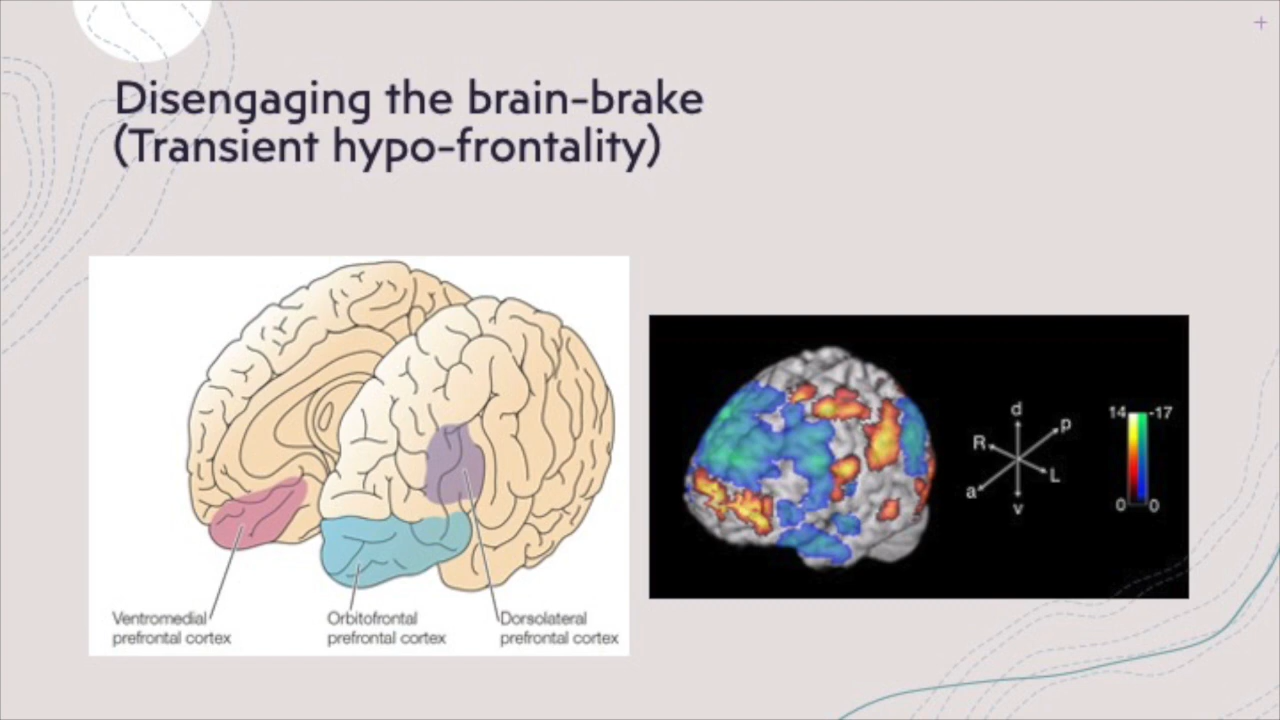 Disengaging the brain-brake
(Transient hypo-frontality)
Ventromedial
prefrontal cortex
Orbitofrontal
prefrontal cortex
Dorsolateral
prefrontal cortex
d
p
R
L
a
v
14 -17
0 0